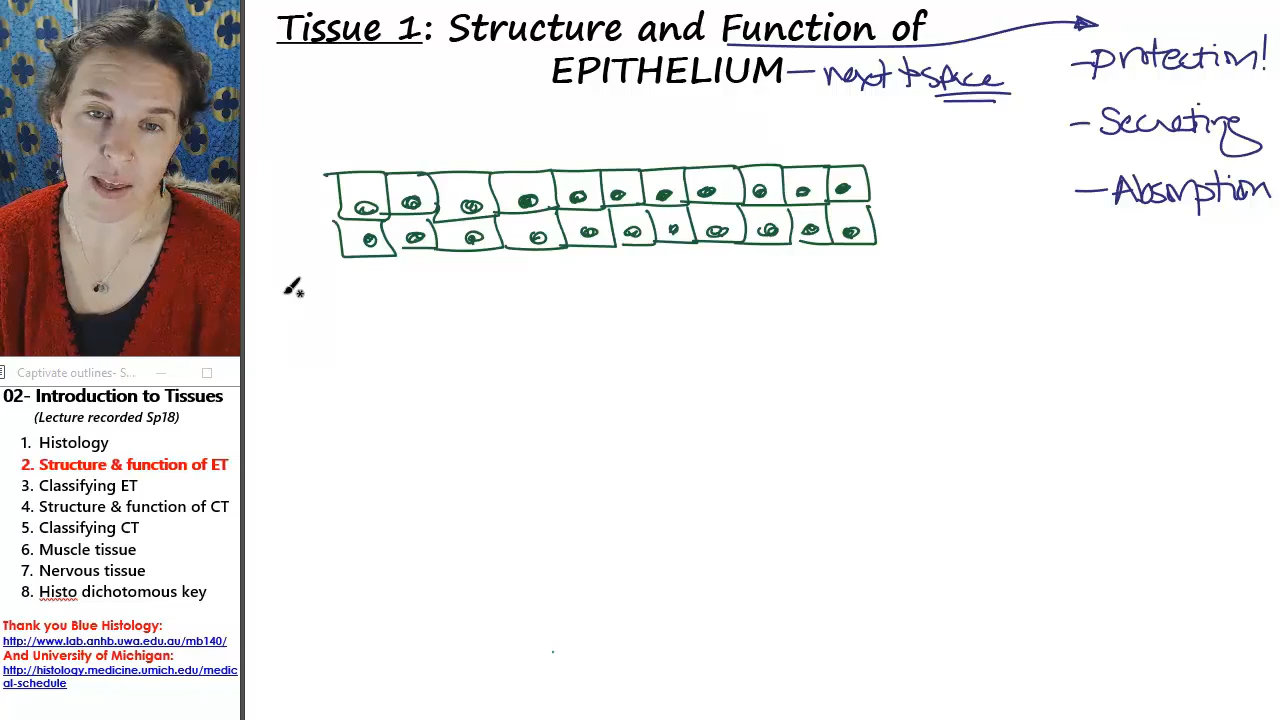 Tissue 1: Structure and Function of
EPITHELIUM – next to space
- protection!
- Secreting
- Absorption
Captivate outlines- S...
02- Introduction to Tissues
(Lecture recorded Sp18)
1. Histology
2. Structure & function of ET
3. Classifying ET
4. Structure & function of CT
5. Classifying CT
6. Muscle tissue
7. Nervous tissue
8. Histo dichotomous key
Thank you Blue Histology:
http://www.lab.anhb.uwa.edu.au/mb140/
And University of Michigan:
http://histology.medicine.umich.edu/medic
al-schedule